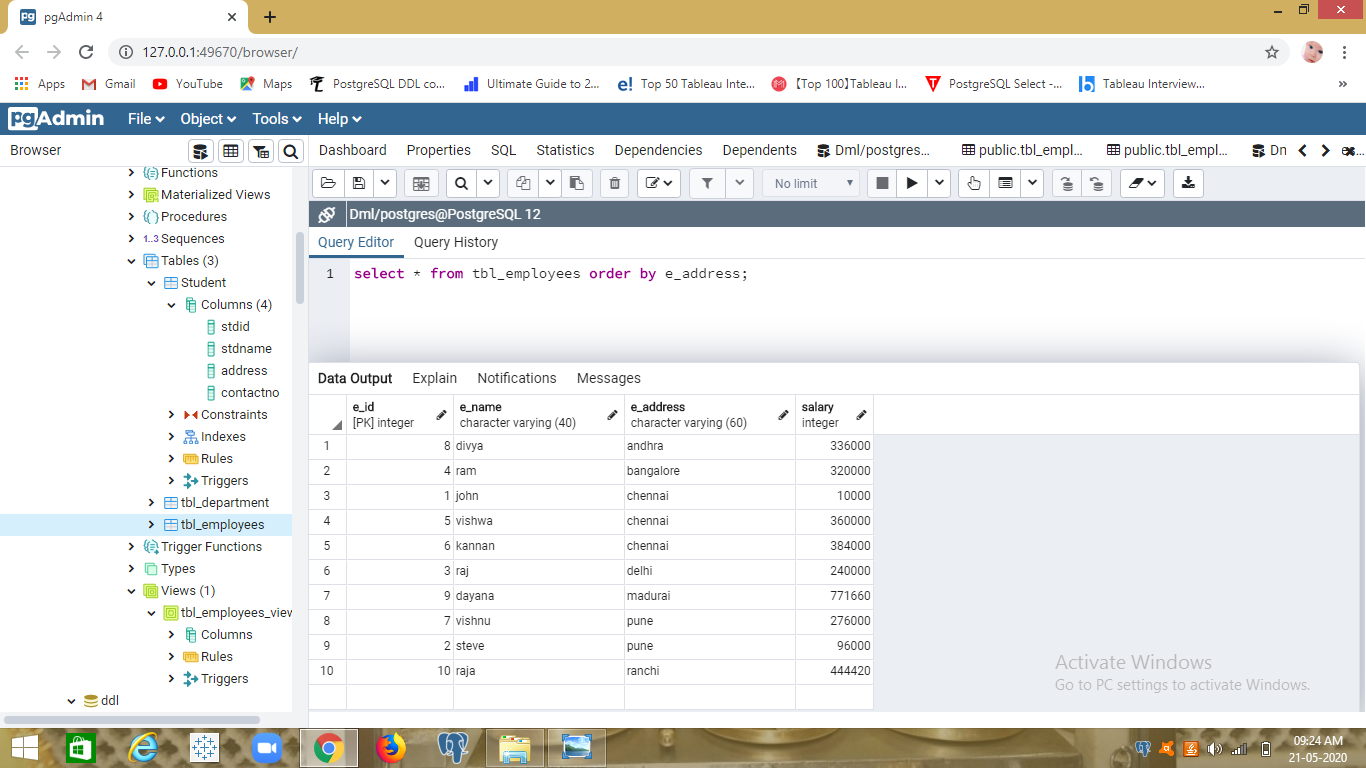 pgAdmin 4
127.0.0.1:49670/browser/
Apps Gmail YouTube Maps PostgreSQL DDL co... Ultimate Guide to 2... Top 50 Tableau Inte... 【Top 100】Tableau I... PostgreSQL Select -... Tableau Interview... »
pgAdmin File Object Tools Help
Browser
Dashboard Properties SQL Statistics Dependencies Dependents Dml/postgres... public.tbl_empl... public.tbl_empl... Dn
No limit
Dml/postgres@PostgreSQL 12
Query Editor Query History
1 select * from tbl_employees order by e_address;
Functions
Materialized Views
Procedures
1..3 Sequences
Tables (3)
Student
Columns (4)
stdid
stdname
address
contactno
Constraints
Indexes
Rules
Triggers
tbl_department
tbl_employees
Trigger Functions
Types
Views (1)
tbl_employees_view
Columns
Rules
Triggers
ddl
Data Output Explain Notifications Messages
e_id e_name e_address salary
[PK] integer character varying (40) character varying (60) integer
1 8 divya andhra 336000
2 4 ram bangalore 320000
3 1 john chennai 10000
4 5 vishwa chennai 360000
5 6 kannan chennai 384000
6 3 raj delhi 240000
7 9 dayana madurai 771660
8 7 vishnu pune 276000
9 2 steve pune 96000
10 10 raja ranchi 444420
Activate Windows
Go to PC settings to activate Windows.
09:24 AM
21-05-2020